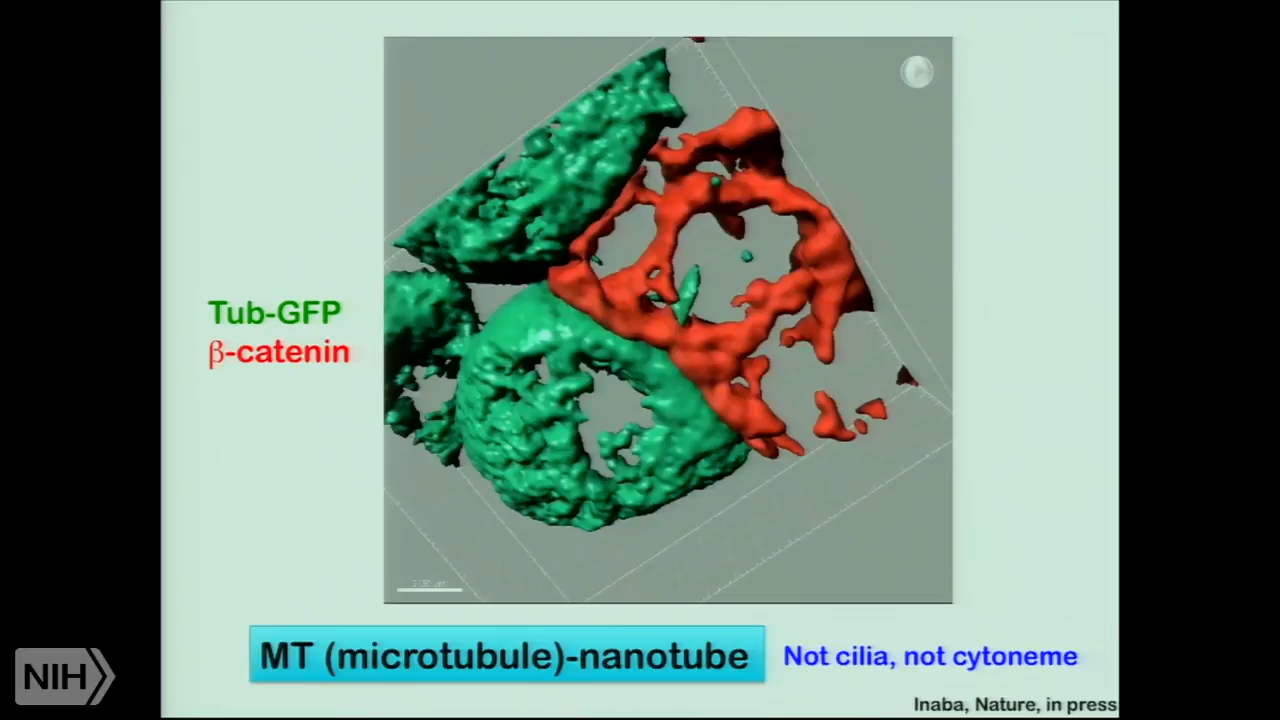 Tub-GFP
β-catenin
MT (microtubule)-nanotube
Not cilia, not cytoneme
Inaba, Nature, in press
NIH